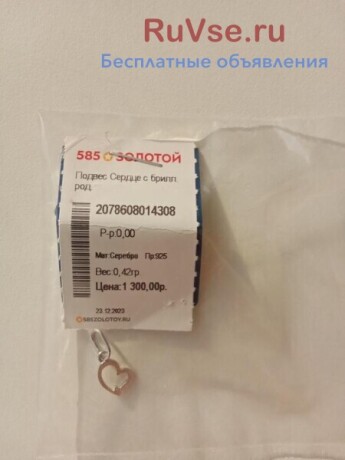 RuVse.ru
Бесплатные объявления
585 ЗОЛОТОЙ
Подвес Сердце с брилл.
род.
2078608014308
Р-р:0,00
Мет:Серебро Пр:925
Вес:0,42гр.
Цена:1 300,00р.
23.12.2023
585ZOLOTOY.RU